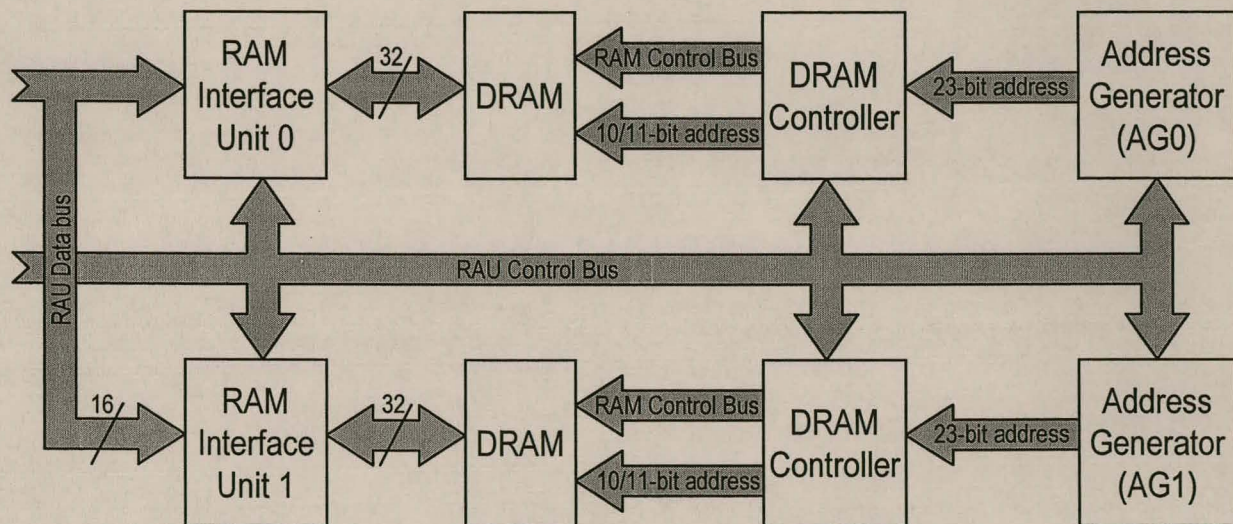 RAM
Interface
Unit 0
32
DRAM
RAM Control Bus
10/11-bit address
DRAM
Controller
23-bit address
Address
Generator
(AG0)
RAU Data bus
RAU Control Bus
16
RAM
Interface
Unit 1
32
DRAM
RAM Control Bus
10/11-bit address
DRAM
Controller
23-bit address
Address
Generator
(AG1)